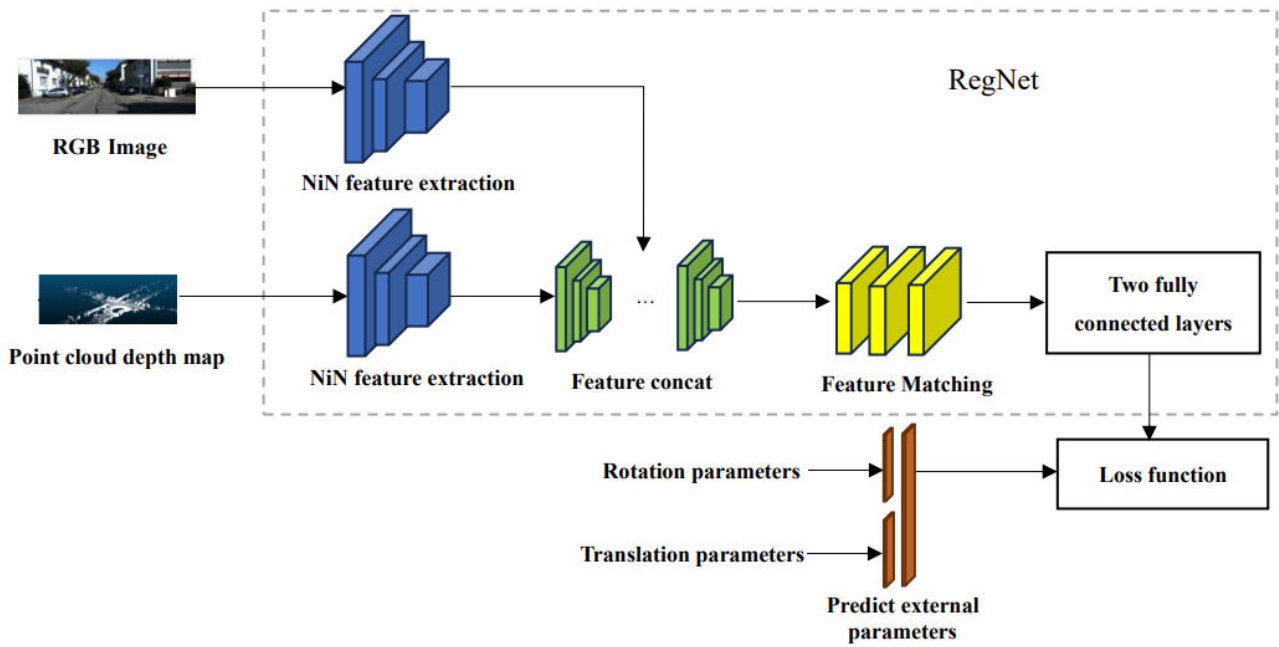 RegNet
RGB Image
NiN feature extraction
Point cloud depth map
NiN feature extraction
...
Feature concat
Feature Matching
Two fully
connected layers
Rotation parameters
Loss function
Translation parameters
Predict external
parameters